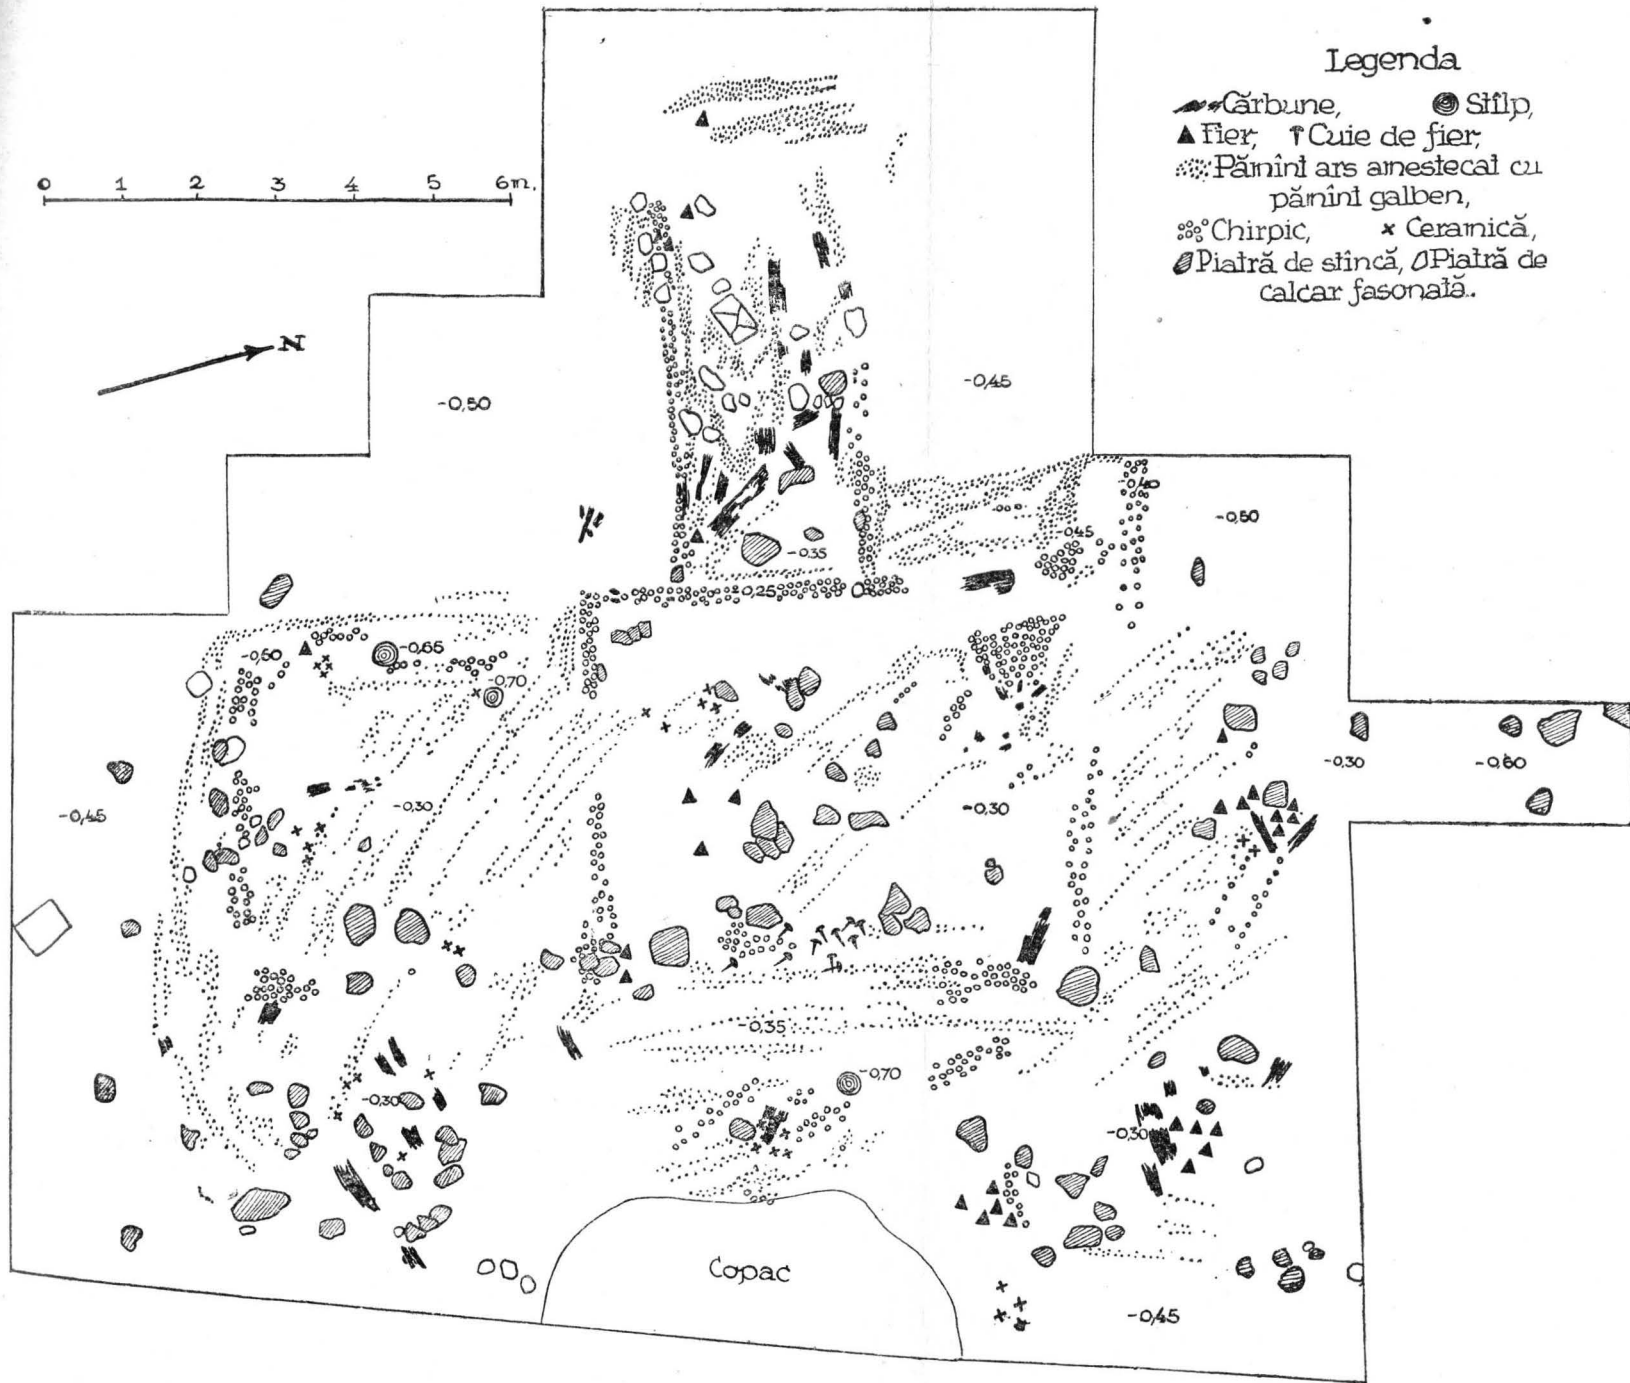 Legenda
Cărbune, Stîlp,
Fier, Cuie de fier,
Pămînt ars amestecat cu
pămînt galben,
Chirpic, Ceramică,
Piatră de stîncă, Piatră de
calcar fasonată.
0 1 2 3 4 5 6m.
N
-0,50
-0,45
-0,40
-0,50
-0,45
-0,35
0,25
-0,60
-0,65
-0,70
-0,30
-0,60
-0,45
-0,30
-0,30
-0,35
-0,70
-0,30
-0,30
Copac
-0,45